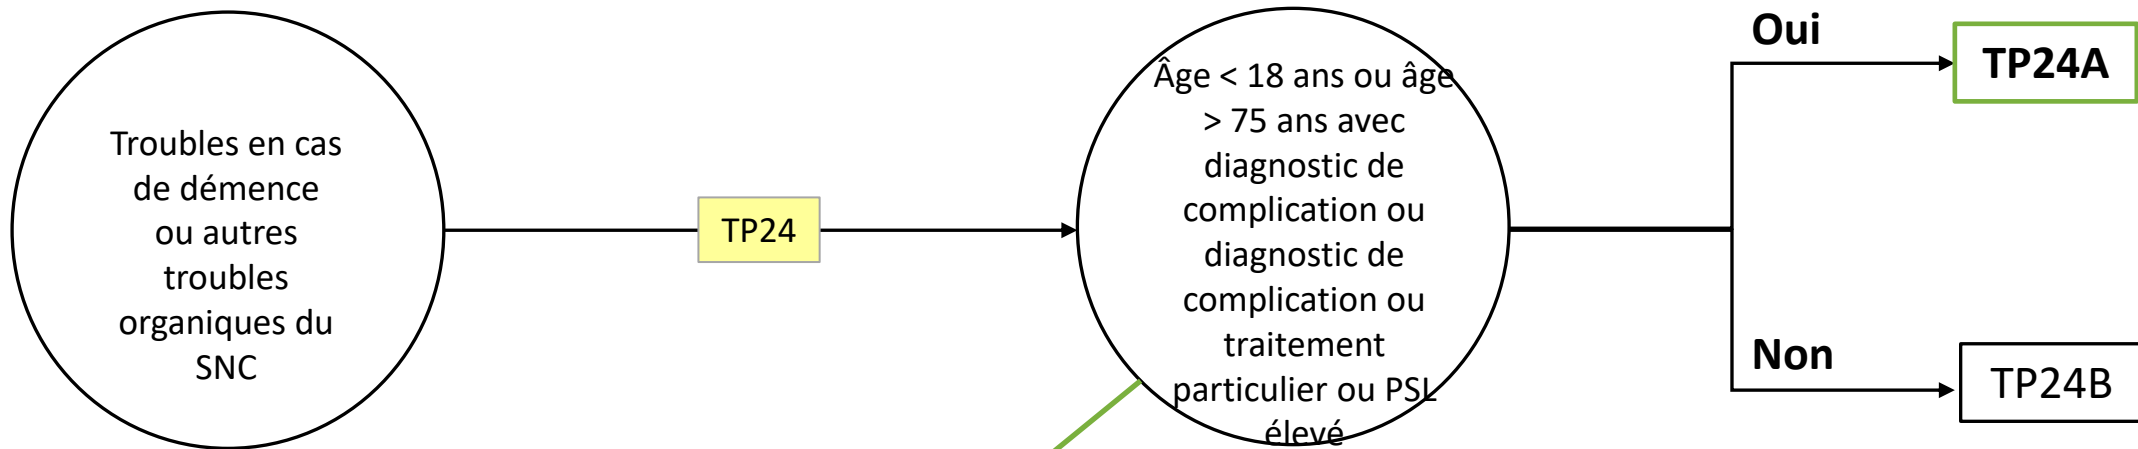 Troubles en cas
de démence
ou autres
troubles
organiques du
SNC
TP24
Âge < 18 ans ou âge
> 75 ans avec
diagnostic de
complication ou
diagnostic de
complication ou
traitement
particulier ou PSL
élevé
Oui
TP24A
Non
TP24B